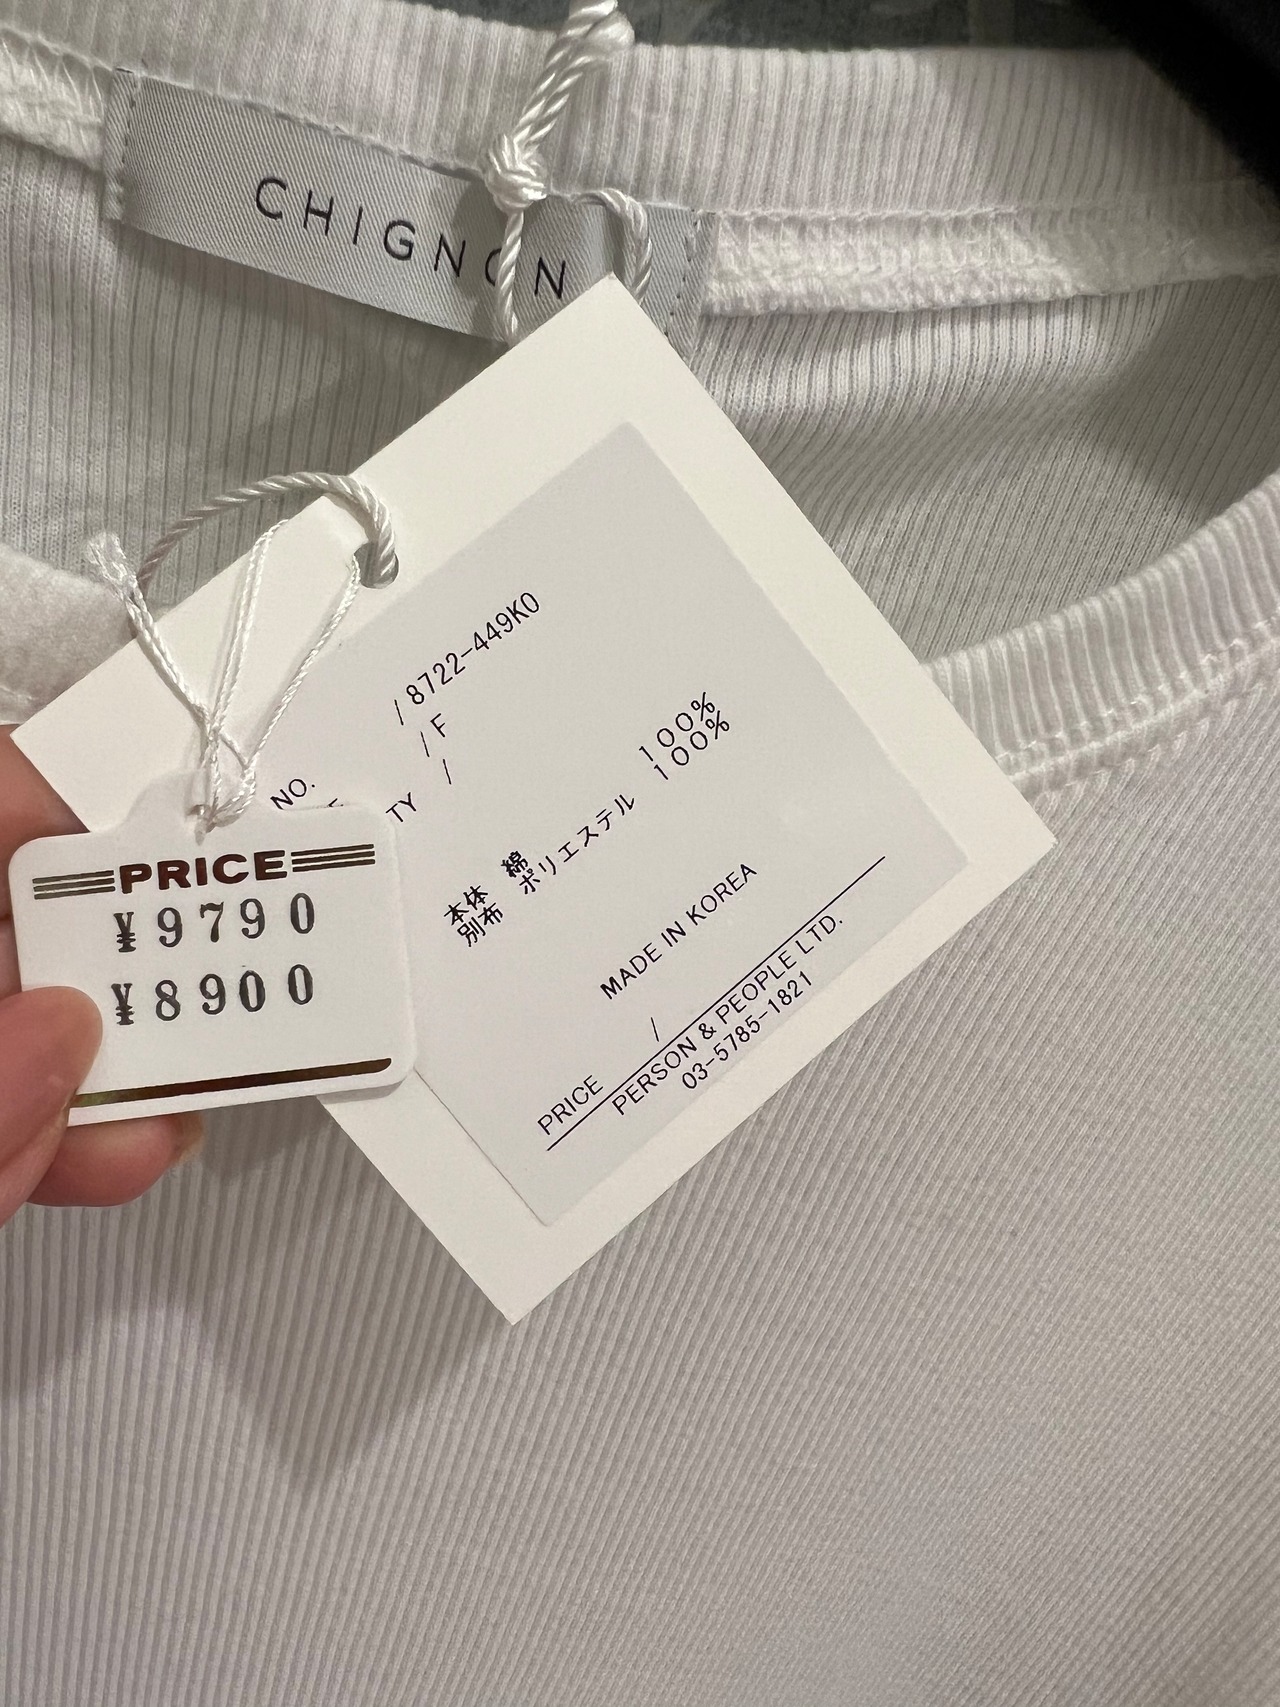 CHIGNON
NO. /8722-449K0
/F
TY /
本体 綿 100%
別布 ポリエステル 100%
MADE IN KOREA
PRICE /
PERSON & PEOPLE LTD.
03-5785-1821
PRICE
¥9790
¥8900